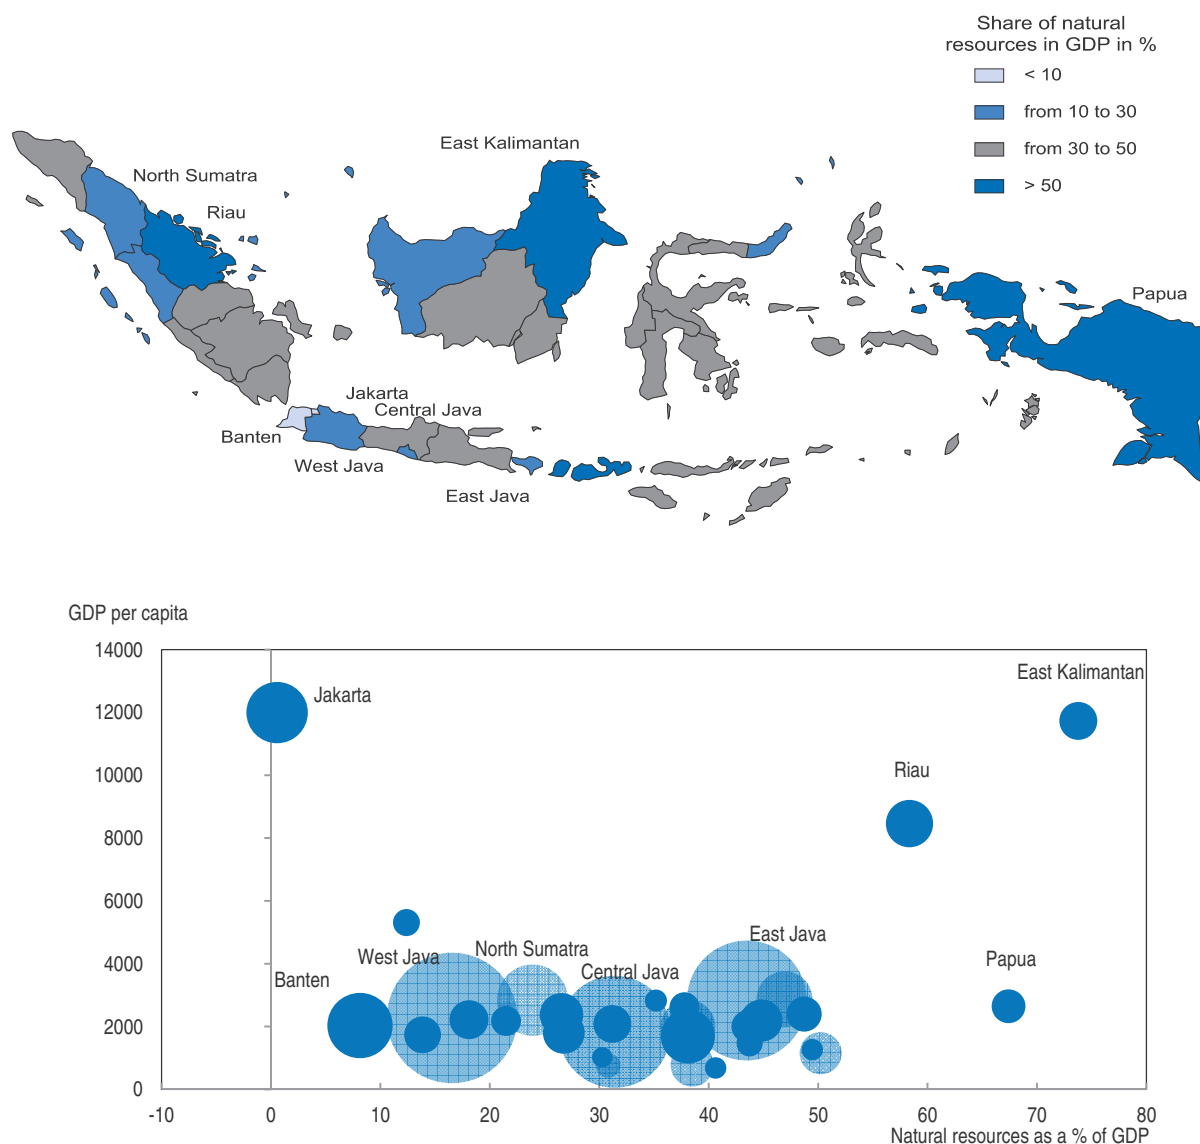 Share of natural
resources in GDP in %
< 10
from 10 to 30
from 30 to 50
> 50
East Kalimantan
North Sumatra
Riau
Papua
Jakarta
Central Java
Banten
West Java
East Java
GDP per capita
14000
12000
10000
8000
6000
4000
2000
0
East Kalimantan
Jakarta
Riau
East Java
North Sumatra
West Java
Papua
Central Java
Banten
-10
0
10
20
30
40
50
60
70
80
Natural resources as a % of GDP